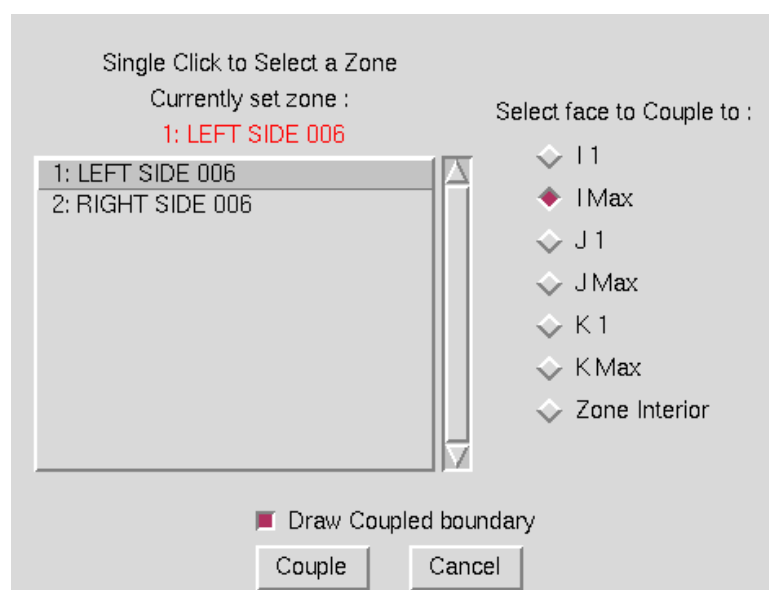 Single Click to Select a Zone
Currently set zone :
1: LEFT SIDE 006
1: LEFT SIDE 006
2: RIGHT SIDE 006
Select face to Couple to :
I 1
I Max
J 1
J Max
K 1
K Max
Zone Interior
Draw Coupled boundary
Couple
Cancel